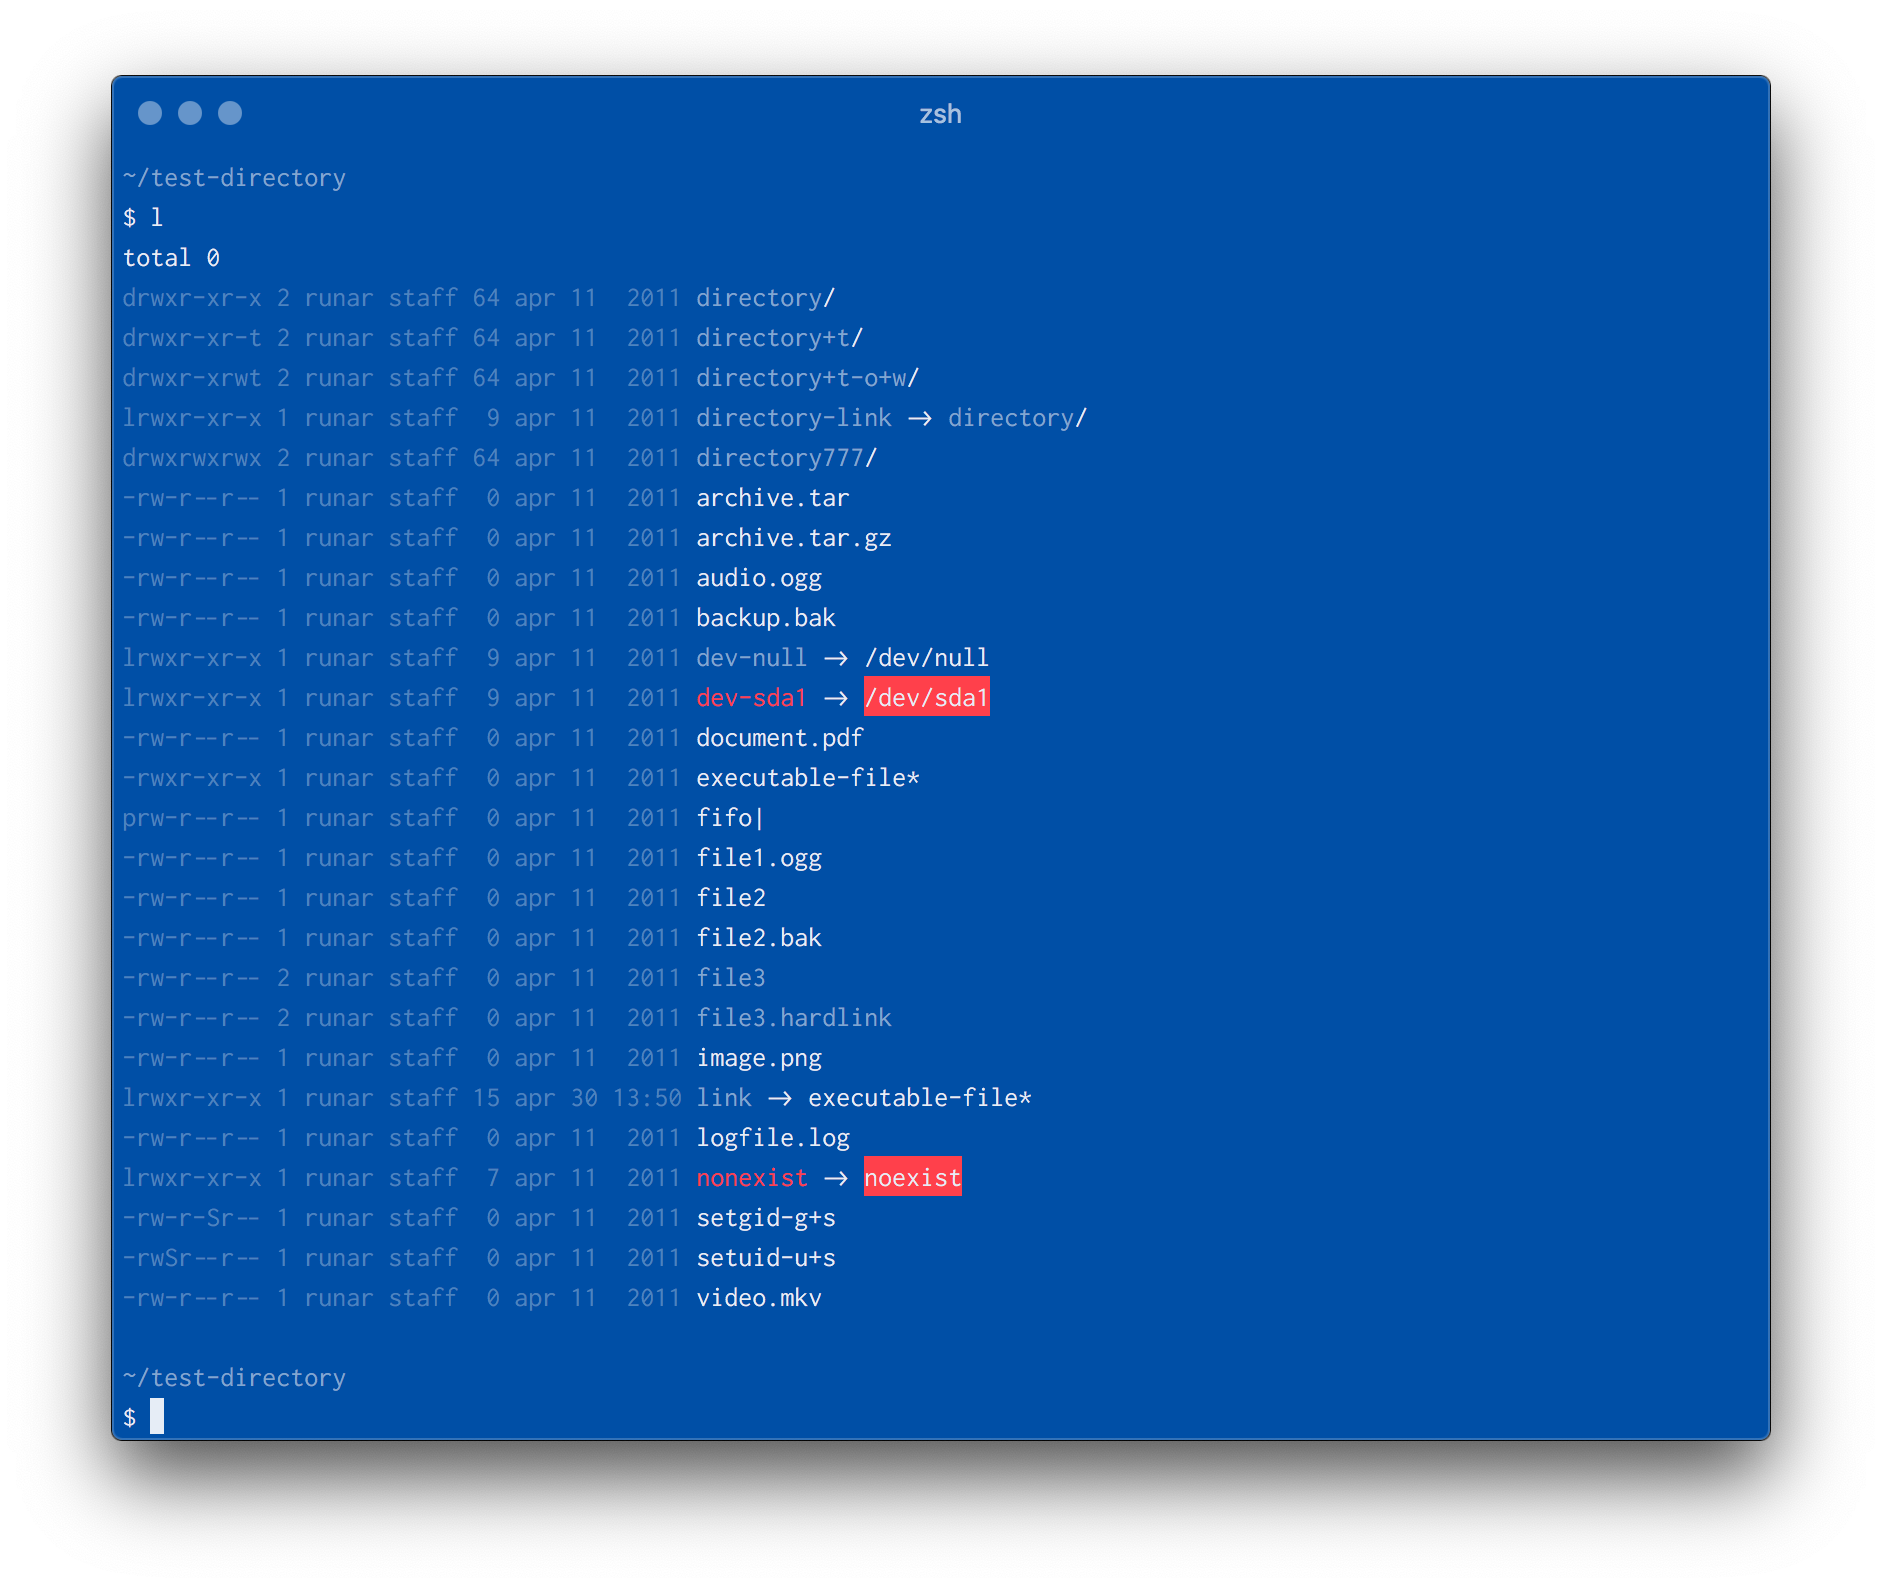 zsh
~/test-directory
$ l
total 0
drwxr-xr-x 2 runar staff 64 apr 11  2011 directory/
drwxr-xr-t 2 runar staff 64 apr 11  2011 directory+t/
drwxr-xrwt 2 runar staff 64 apr 11  2011 directory+t-o+w/
lrwxr-xr-x 1 runar staff  9 apr 11  2011 directory-link → directory/
drwxrwxrwx 2 runar staff 64 apr 11  2011 directory777/
-rw-r--r-- 1 runar staff  0 apr 11  2011 archive.tar
-rw-r--r-- 1 runar staff  0 apr 11  2011 archive.tar.gz
-rw-r--r-- 1 runar staff  0 apr 11  2011 audio.ogg
-rw-r--r-- 1 runar staff  0 apr 11  2011 backup.bak
lrwxr-xr-x 1 runar staff  9 apr 11  2011 dev-null → /dev/null
lrwxr-xr-x 1 runar staff  9 apr 11  2011 dev-sda1 → /dev/sda1
-rw-r--r-- 1 runar staff  0 apr 11  2011 document.pdf
-rwxr-xr-x 1 runar staff  0 apr 11  2011 executable-file*
prw-r--r-- 1 runar staff  0 apr 11  2011 fifo|
-rw-r--r-- 1 runar staff  0 apr 11  2011 file1.ogg
-rw-r--r-- 1 runar staff  0 apr 11  2011 file2
-rw-r--r-- 1 runar staff  0 apr 11  2011 file2.bak
-rw-r--r-- 2 runar staff  0 apr 11  2011 file3
-rw-r--r-- 2 runar staff  0 apr 11  2011 file3.hardlink
-rw-r--r-- 1 runar staff  0 apr 11  2011 image.png
lrwxr-xr-x 1 runar staff 15 apr 30 13:50 link → executable-file*
-rw-r--r-- 1 runar staff  0 apr 11  2011 logfile.log
lrwxr-xr-x 1 runar staff  7 apr 11  2011 nonexist → noexist
-rw-r-Sr-- 1 runar staff  0 apr 11  2011 setgid-g+s
-rwSr--r-- 1 runar staff  0 apr 11  2011 setuid-u+s
-rw-r--r-- 1 runar staff  0 apr 11  2011 video.mkv
~/test-directory
$